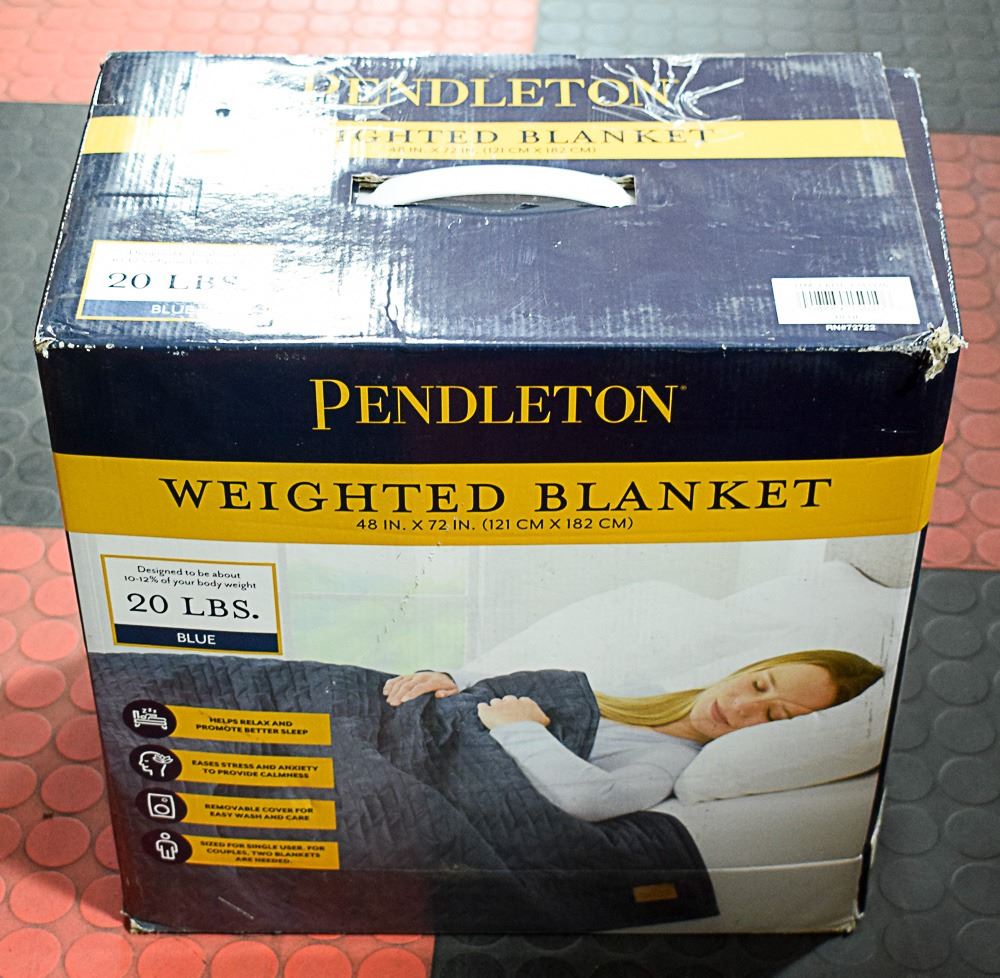 PENDLETON
WEIGHTED BLANKET
48 IN. X 72 IN. (121 CM X 182 CM)
20 LBS.
BLUE
RN#72722
PENDLETON
WEIGHTED BLANKET
48 IN. X 72 IN. (121 CM X 182 CM)
Designed to be about
10-12% of your body weight
20 LBS.
BLUE
HELPS RELAX AND
PROMOTE BETTER SLEEP
EASES STRESS AND ANXIETY
TO PROVIDE CALMNESS
REMOVABLE COVER FOR
EASY WASH AND CARE
SIZED FOR SINGLE USER. FOR
COUPLES, TWO BLANKETS
ARE NEEDED.